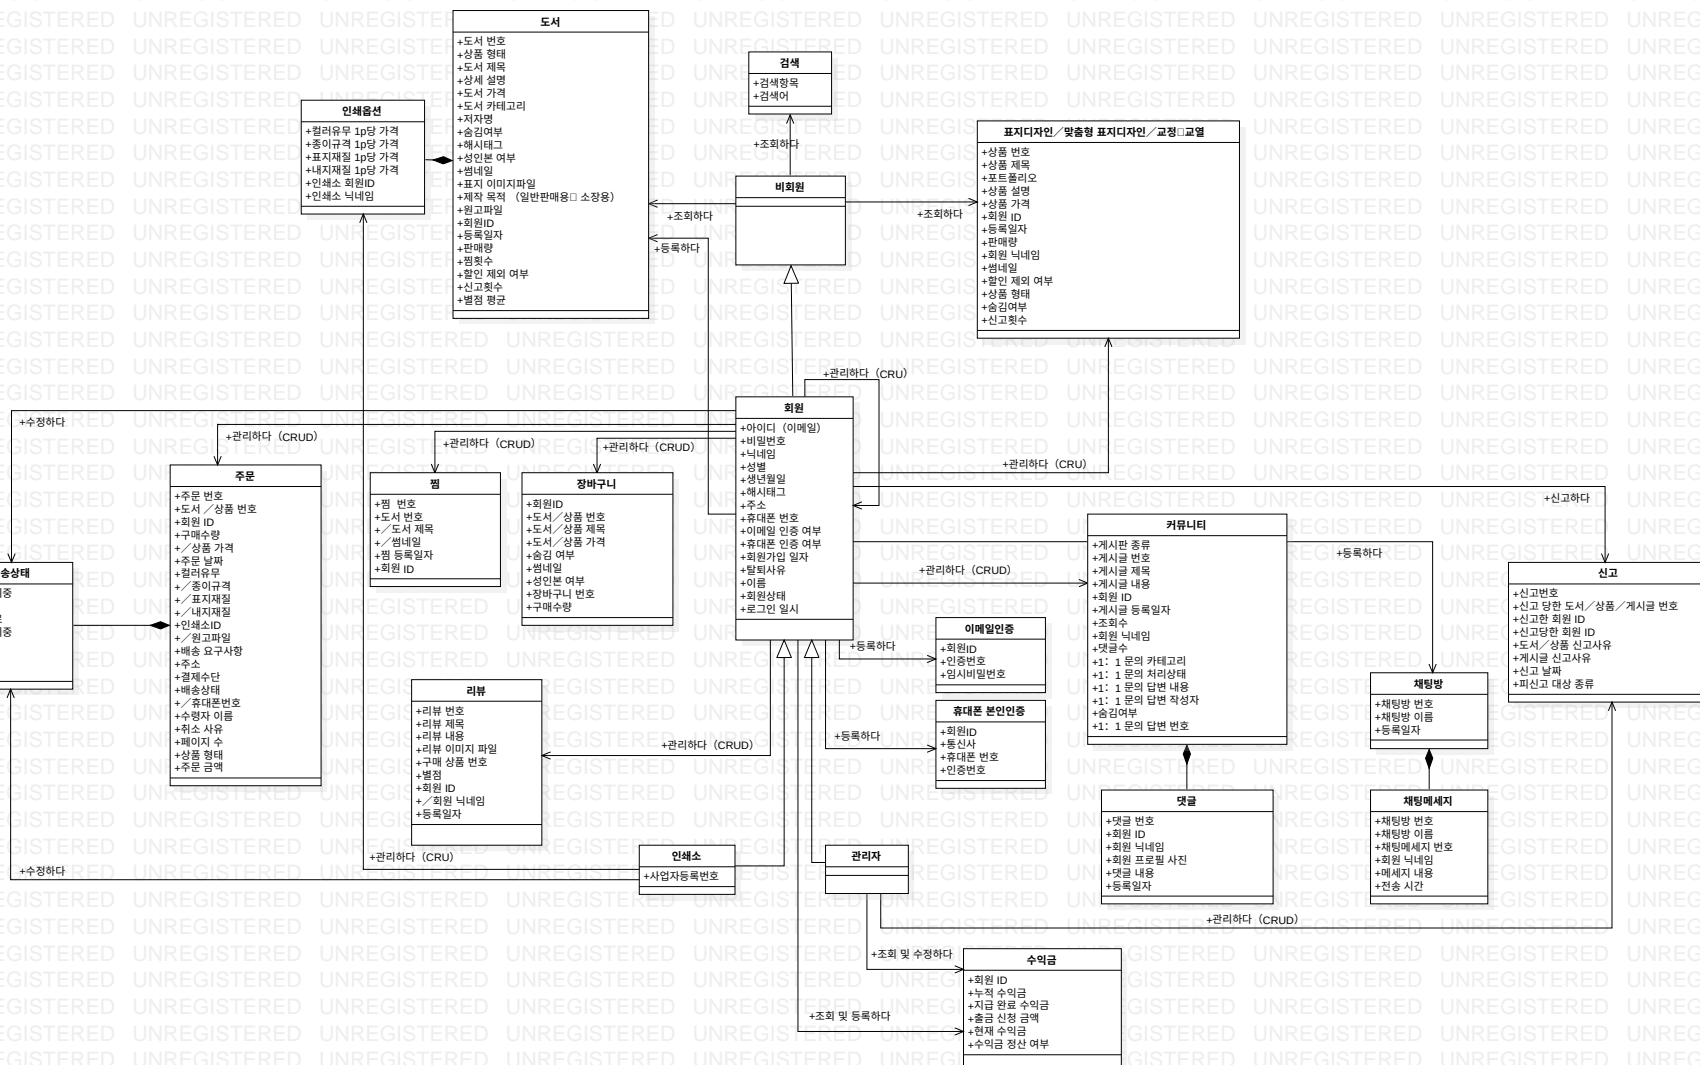 도서
+도서 번호
+상품 형태
+도서 제목
+상세 설명
+도서 가격
+도서 카테고리
+저자명
+숨김여부
+해시태그
+성인본 여부
+썸네일
+표지 이미지파일
+제작 목적 (일반판매용□ 소장용)
+원고파일
+회원ID
+등록일자
+판매량
+찜횟수
+할인 제외 여부
+신고횟수
+별점 평균
인쇄옵션
+컬러유무 1p당 가격
+종이규격 1p당 가격
+표지재질 1p당 가격
+내지재질 1p당 가격
+인쇄소 회원ID
+인쇄소 닉네임
검색
+검색항목
+검색어
+조회하다
비회원
+조회하다
+조회하다
+등록하다
표지디자인／맞춤형 표지디자인／교정□교열
+상품 번호
+상품 제목
+포트폴리오
+상품 설명
+상품 가격
+회원 ID
+등록일자
+판매량
+회원 닉네임
+썸네일
+할인 제외 여부
+상품 형태
+숨김여부
+신고횟수
+관리하다 (CRU)
회원
+아이디 (이메일)
+비밀번호
+닉네임
+성별
+생년월일
+해시태그
+주소
+휴대폰 번호
+이메일 인증 여부
+휴대폰 인증 여부
+회원가입 일자
+탈퇴사유
+이름
+회원상태
+로그인 일시
+수정하다
+관리하다 (CRUD)
+관리하다 (CRUD)
+관리하다 (CRUD)
+관리하다 (CRU)
+신고하다
주문
+주문 번호
+도서 ／상품 번호
+회원 ID
+구매수량
+／상품 가격
+주문 날짜
+컬러유무
+／종이규격
+／표지재질
+／내지재질
+인쇄소ID
+／원고파일
+배송 요구사항
+주소
+결제수단
+배송상태
+／휴대폰번호
+수령자 이름
+취소 사유
+페이지 수
+상품 형태
+주문 금액
찜
+찜 번호
+도서 번호
+／도서 제목
+／썸네일
+찜 등록일자
+회원 ID
장바구니
+회원ID
+도서／상품 번호
+도서／상품 제목
+도서／상품 가격
+숨김 여부
+썸네일
+성인본 여부
+장바구니 번호
+구매수량
송상태
중
중
커뮤니티
+게시판 종류
+게시글 번호
+게시글 제목
+게시글 내용
+회원 ID
+게시글 등록일자
+조회수
+회원 닉네임
+댓글수
+1: 1 문의 카테고리
+1: 1 문의 처리상태
+1: 1 문의 답변 내용
+1: 1 문의 답변 작성자
+숨김여부
+1: 1 문의 답변 번호
+관리하다 (CRUD)
+등록하다
신고
+신고번호
+신고 당한 도서／상품／게시글 번호
+신고한 회원 ID
+신고당한 회원 ID
+도서／상품 신고사유
+게시글 신고사유
+신고 날짜
+피신고 대상 종류
+등록하다
이메일인증
+회원ID
+인증번호
+임시비밀번호
휴대폰 본인인증
+회원ID
+통신사
+휴대폰 번호
+인증번호
+등록하다
채팅방
+채팅방 번호
+채팅방 이름
+등록일자
리뷰
+리뷰 번호
+리뷰 제목
+리뷰 내용
+리뷰 이미지 파일
+구매 상품 번호
+별점
+회원 ID
+／회원 닉네임
+등록일자
+관리하다 (CRUD)
댓글
+댓글 번호
+회원 ID
+회원 닉네임
+회원 프로필 사진
+댓글 내용
+등록일자
채팅메세지
+채팅방 번호
+채팅방 이름
+채팅메세지 번호
+회원 닉네임
+메세지 내용
+전송 시간
+관리하다 (CRU)
+수정하다
인쇄소
+사업자등록번호
관리자
+관리하다 (CRUD)
+조회 및 수정하다
+조회 및 등록하다
수익금
+회원 ID
+누적 수익금
+지급 완료 수익금
+출금 신청 금액
+현재 수익금
+수익금 정산 여부
UNREGISTERED